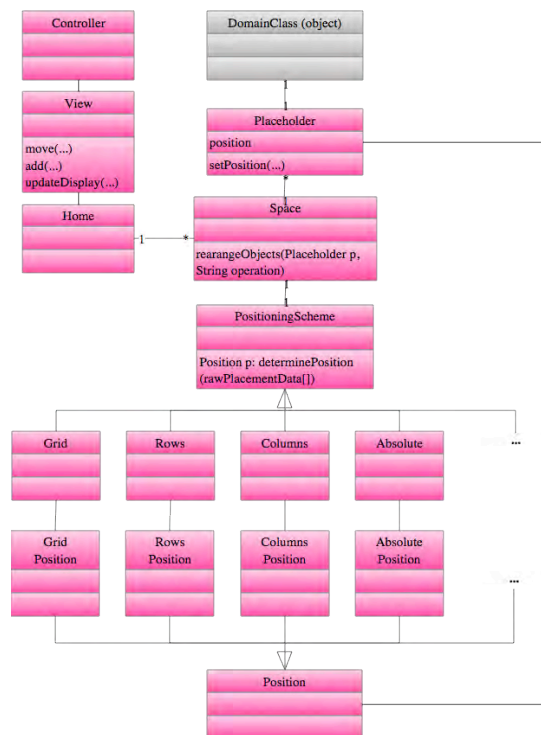 Controller
DomainClass (object)
View
move(...)
add(...)
updateDisplay(...)
1
1
Placeholder
position
setPosition(...)
*
1
Home
1
*
Space
rearangeObjects(Placeholder p,
String operation)
1
1
PositioningScheme
Position p: determinePosition
(rawPlacementData[])
Grid
Rows
Columns
Absolute
...
Grid
Position
Rows
Position
Columns
Position
Absolute
Position
...
Position